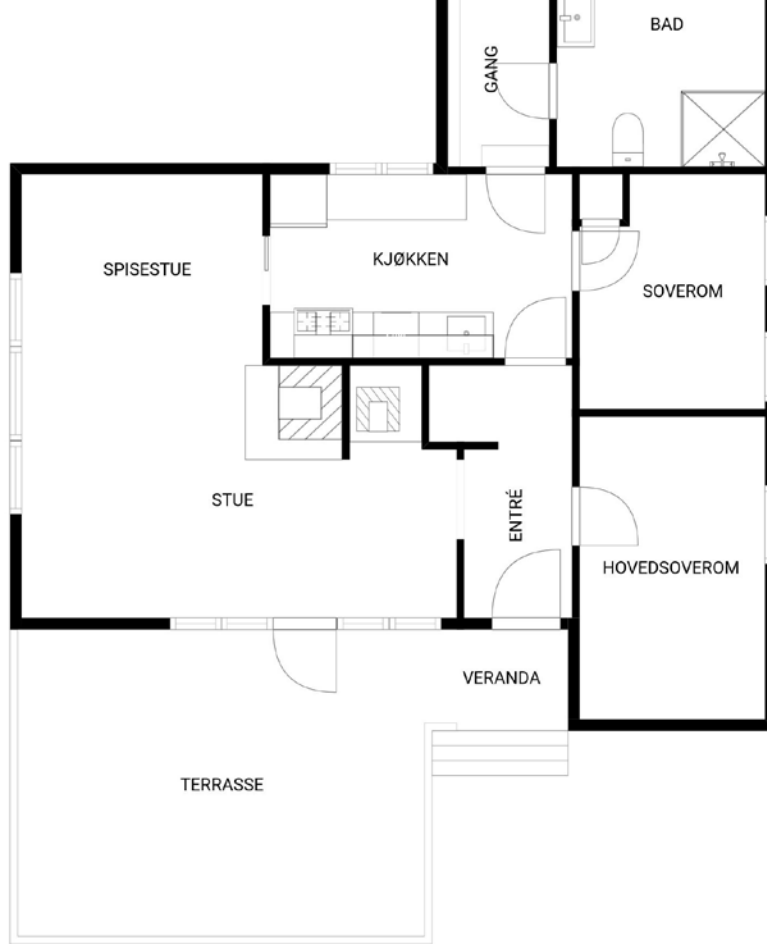 BAD
GANG
KJØKKEN
SPISESTUE
SOVEROM
STUE
ENTRÉ
HOVEDSOVEROM
VERANDA
TERRASSE